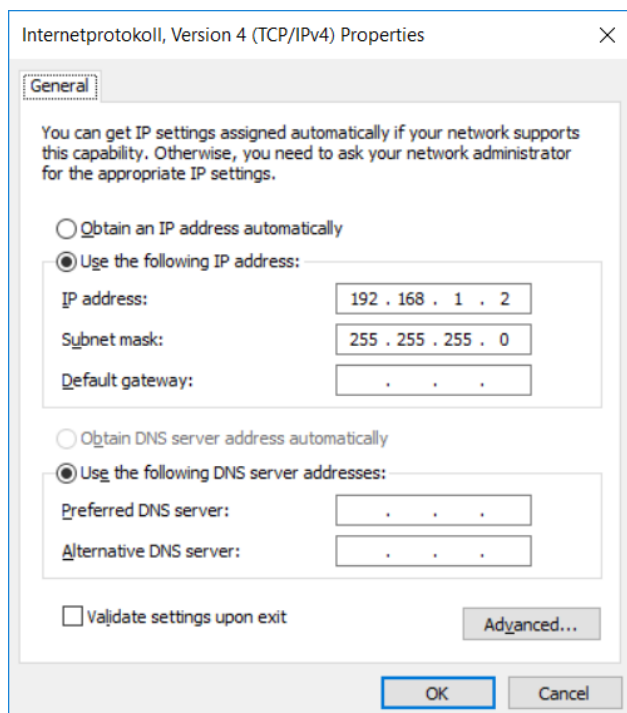 Internetprotokoll, Version 4 (TCP/IPv4) Properties
General
You can get IP settings assigned automatically if your network supports
this capability. Otherwise, you need to ask your network administrator
for the appropriate IP settings.
Obtain an IP address automatically
Use the following IP address:
IP address: 192 . 168 . 1 . 2
Subnet mask: 255 . 255 . 255 . 0
Default gateway: . . .
Obtain DNS server address automatically
Use the following DNS server addresses:
Preferred DNS server: . . .
Alternative DNS server: . . .
Validate settings upon exit
Advanced...
OK Cancel